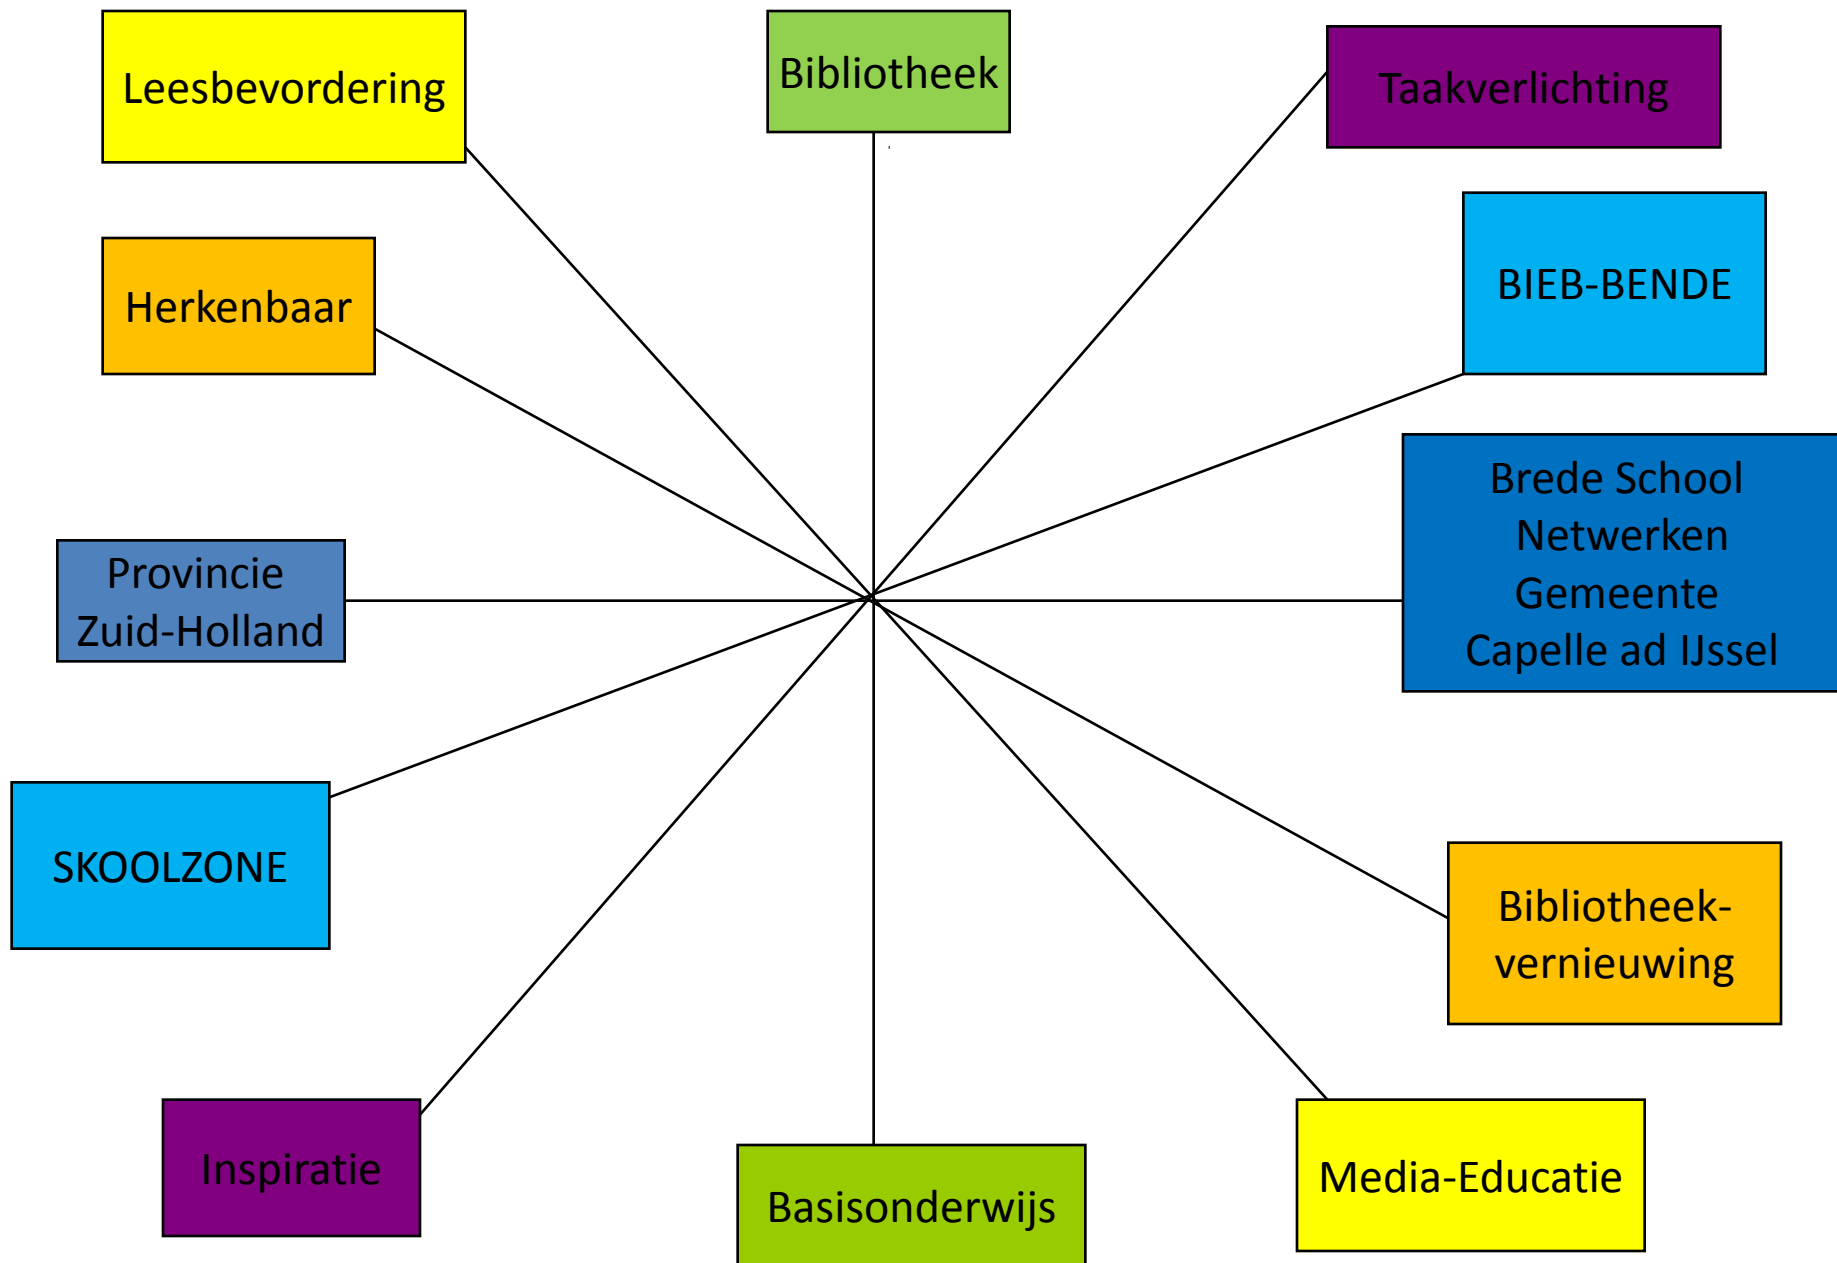 Leesbevordering
Bibliotheek
Taakverlichting
Herkenbaar
BIEB-BENDE
Provincie
Zuid-Holland
Brede School
Netwerken
Gemeente
Capelle ad IJssel
SKOOLZONE
Bibliotheek-
vernieuwing
Inspiratie
Basisonderwijs
Media-Educatie